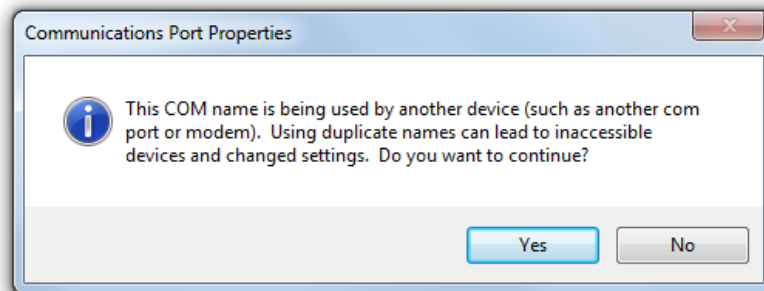 Communications Port Properties
This COM name is being used by another device (such as another com
port or modem).  Using duplicate names can lead to inaccessible
devices and changed settings.  Do you want to continue?
Yes
No